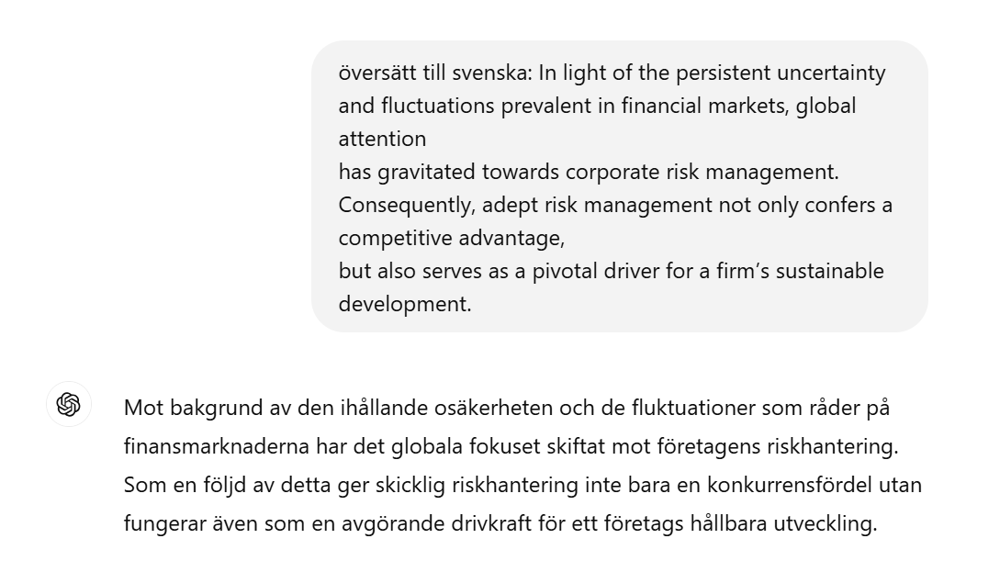 översätt till svenska: In light of the persistent uncertainty
and fluctuations prevalent in financial markets, global
attention
has gravitated towards corporate risk management.
Consequently, adept risk management not only confers a
competitive advantage,
but also serves as a pivotal driver for a firm’s sustainable
development.
Mot bakgrund av den ihållande osäkerheten och de fluktuationer som råder på
finansmarknaderna har det globala fokuset skiftat mot företagens riskhantering.
Som en följd av detta ger skicklig riskhantering inte bara en konkurrensfördel utan
fungerar även som en avgörande drivkraft för ett företags hållbara utveckling.